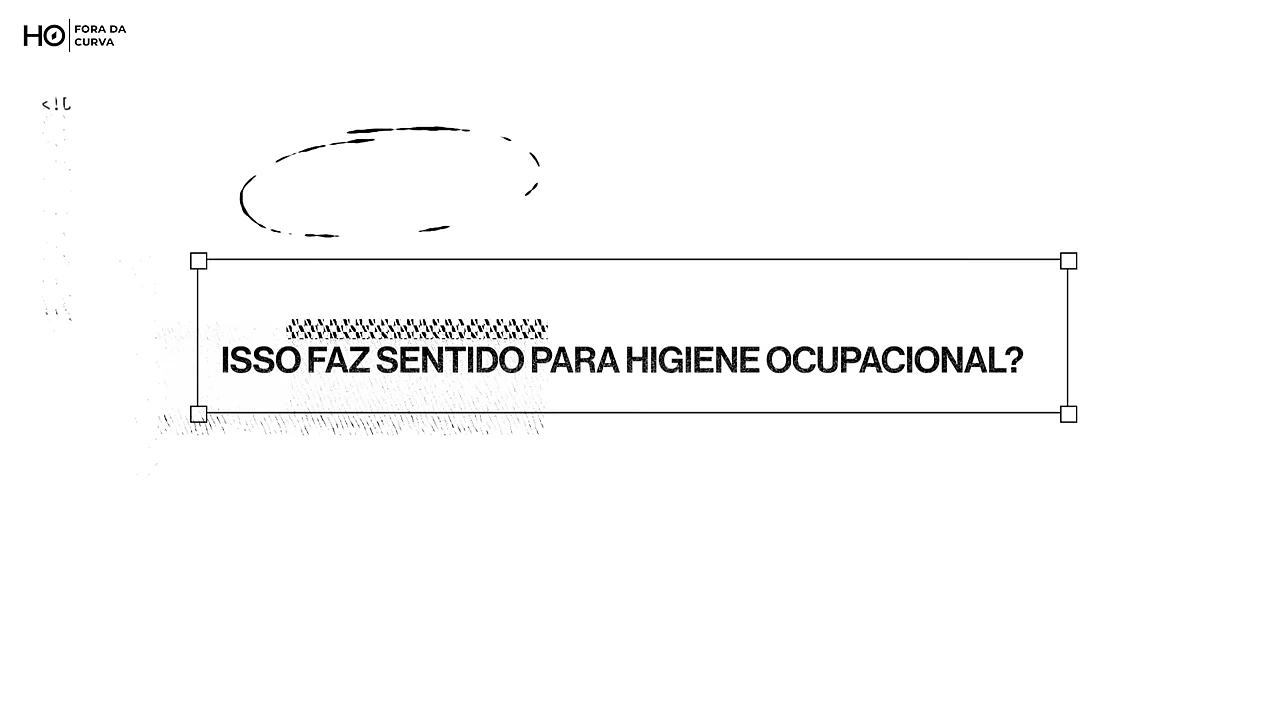 HO FORA DA
CURVA
<!
ISSO FAZ SENTIDO PARA HIGIENE OCUPACIONAL?